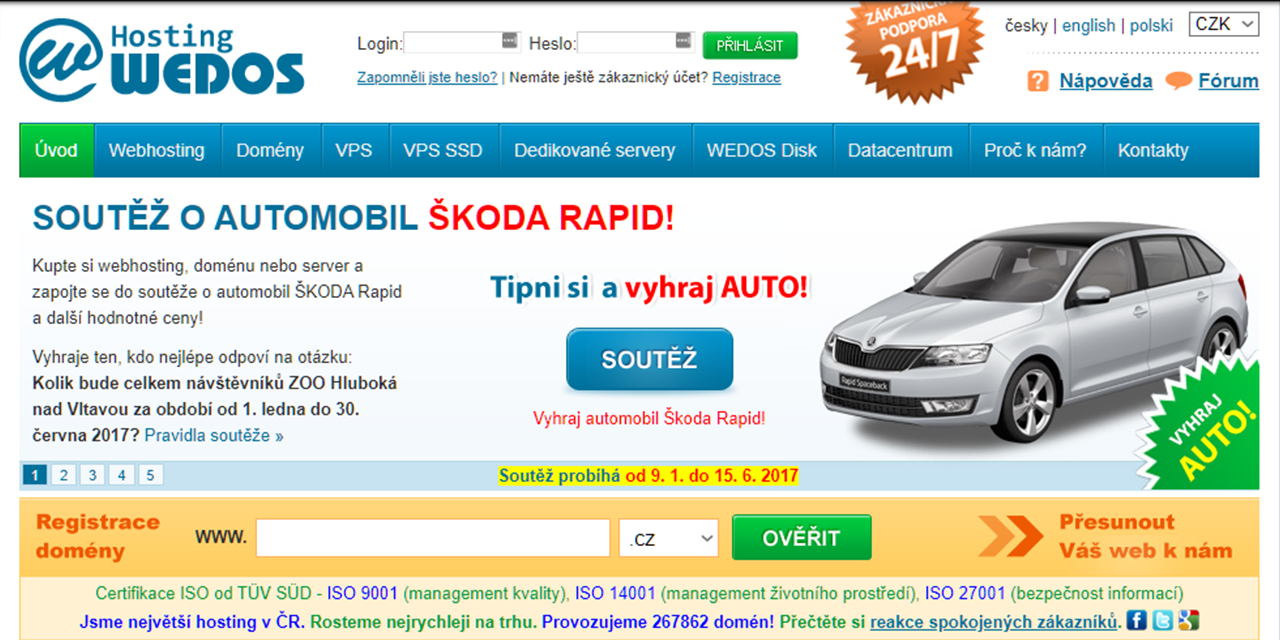 Hosting
WEDOS
Login:
Heslo:
PŘIHLÁSIT
Zapomněli jste heslo? | Nemáte ještě zákaznický účet? Registrace
ZÁKAZNICKÁ
PODPORA
24/7
česky | english | polski
CZK
Nápověda
Fórum
Úvod
Webhosting
Domény
VPS
VPS SSD
Dedikované servery
WEDOS Disk
Datacentrum
Proč k nám?
Kontakty
SOUTĚŽ O AUTOMOBIL ŠKODA RAPID!
Kupte si webhosting, doménu nebo server a
zapojte se do soutěže o automobil ŠKODA Rapid
a další hodnotné ceny!
Vyhraje ten, kdo nejlépe odpoví na otázku:
Kolik bude celkem návštěvníků ZOO Hluboká
nad Vltavou za období od 1. ledna do 30.
června 2017? Pravidla soutěže »
Tipni si a vyhraj AUTO!
SOUTĚŽ
Vyhraj automobil Škoda Rapid!
Rapid Spaceback
VYHRAJ
AUTO!
1 2 3 4 5
Soutěž probíhá od 9. 1. do 15. 6. 2017
Registrace
domény
www.
.cz
OVĚŘIT
Přesunout
Váš web k nám
Certifikace ISO od TÜV SÜD - ISO 9001 (management kvality), ISO 14001 (management životního prostředí), ISO 27001 (bezpečnost informací)
Jsme největší hosting v ČR. Rosteme nejrychleji na trhu. Provozujeme 267862 domén! Přečtěte si reakce spokojených zákazníků.